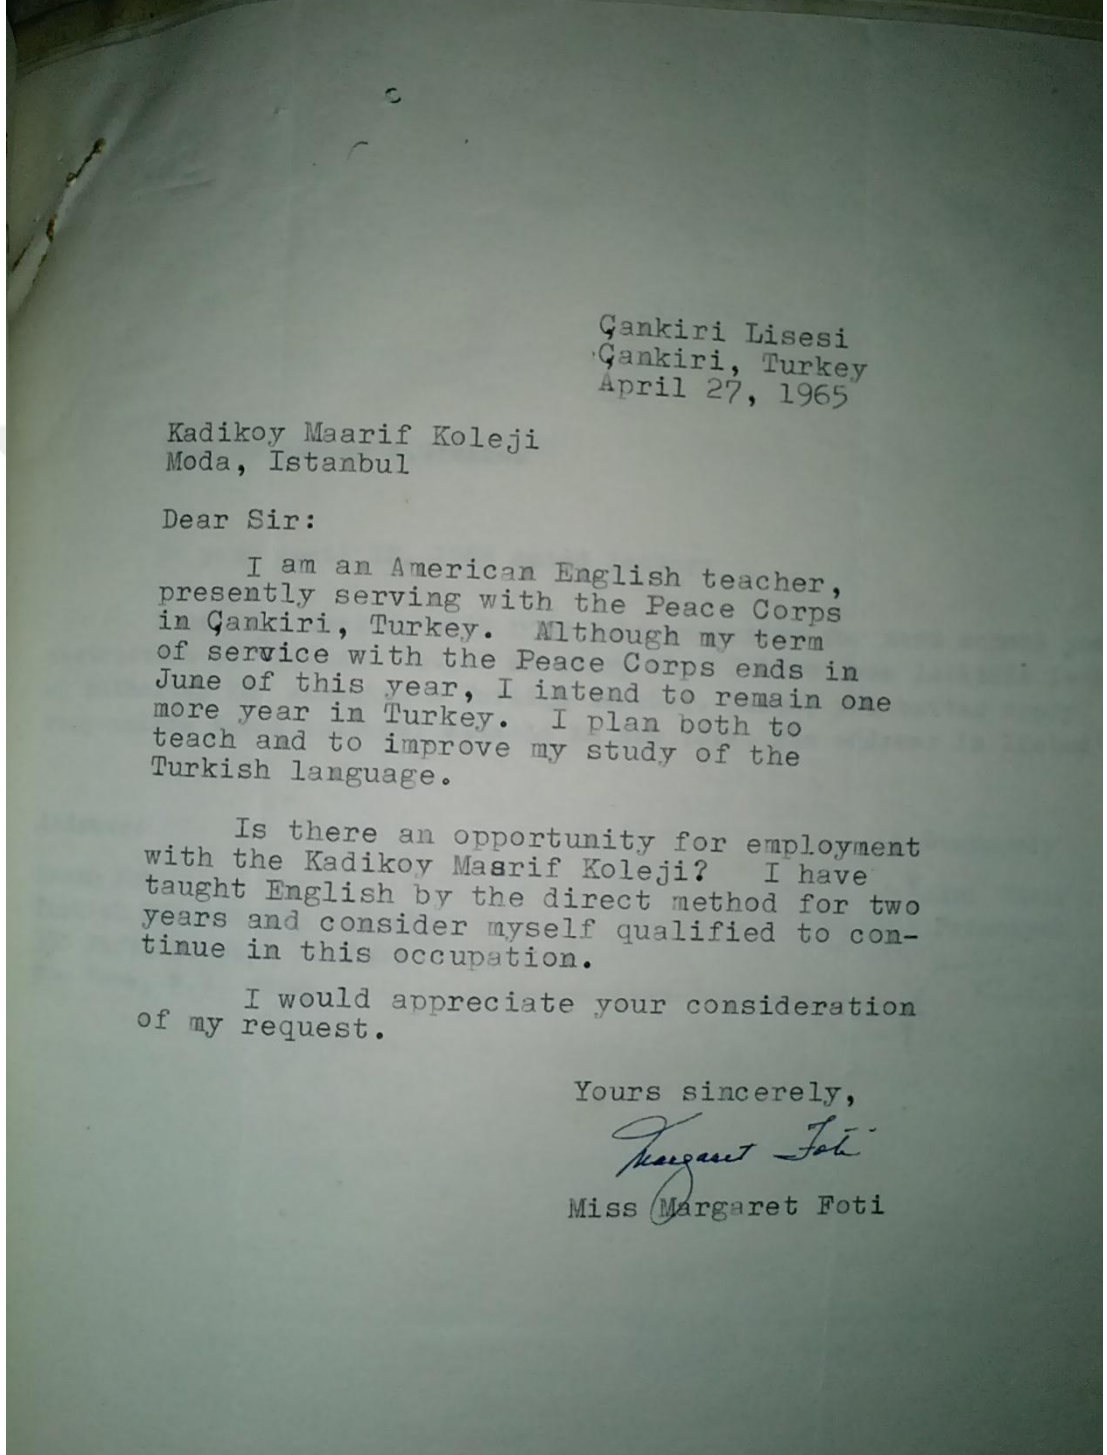 Çankiri Lisesi
Çankiri, Turkey
April 27, 1965
Kadikoy Maarif Koleji
Moda, Istanbul
Dear Sir:
I am an American English teacher,
presently serving with the Peace Corps
in Çankiri, Turkey. Although my term
of service with the Peace Corps ends in
June of this year, I intend to remain one
more year in Turkey. I plan both to
teach and to improve my study of the
Turkish language.
Is there an opportunity for employment
with the Kadikoy Masrif Koleji? I have
taught English by the direct method for two
years and consider myself qualified to con-
tinue in this occupation.
I would appreciate your consideration
of my request.
Yours sincerely,
Margaret Foti
Miss Margaret Foti